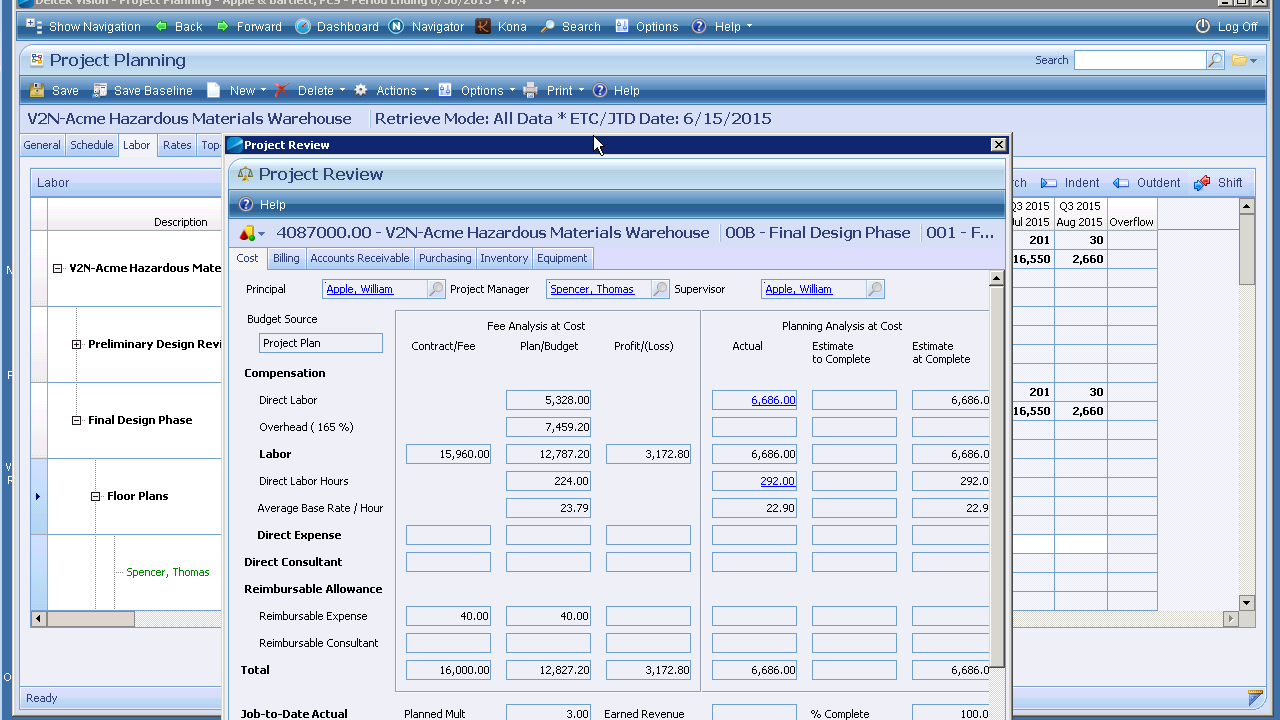 Deltek Vision - Project Planning - Apple & Bartlett, PCS - Period Ending 6/30/2015 - V7.4
Show Navigation Back Forward Dashboard Navigator Kona Search Options Help Log Off
Project Planning Search
Save Save Baseline New Delete Actions Options Print Help
V2N-Acme Hazardous Materials Warehouse Retrieve Mode: All Data * ETC/JTD Date: 6/15/2015
General Schedule Labor Rates Top-
Project Review
Labor
Project Review
rch Indent Outdent Shift
Help
Q3 2015 Q3 2015
Description Jul 2015 Aug 2015 Overflow
4087000.00 - V2N-Acme Hazardous Materials Warehouse 00B - Final Design Phase 001 - F...
201 30
Cost Billing Accounts Receivable Purchasing Inventory Equipment
16,550 2,660
V2N-Acme Hazardous Mate
Principal Apple, William Project Manager Spencer, Thomas Supervisor Apple, William
Budget Source Fee Analysis at Cost Planning Analysis at Cost
Project Plan Contract/Fee Plan/Budget Profit/(Loss) Actual Estimate to Complete Estimate at Complete
Preliminary Design Revi
Compensation
201 30
Direct Labor 5,328.00 6,686.00 6,686.0
16,550 2,660
Final Design Phase
Overhead ( 165 %) 7,459.20
Labor 15,960.00 12,787.20 3,172.80 6,686.00 6,686.0
Direct Labor Hours 224.00 292.00 292.0
Floor Plans
Average Base Rate / Hour 23.79 22.90 22.9
Direct Expense
Direct Consultant
Spencer, Thomas
Reimbursable Allowance
Reimbursable Expense 40.00 40.00
Reimbursable Consultant
Total 16,000.00 12,827.20 3,172.80 6,686.00 6,686.0
Ready
Job-to-Date Actual Planned Mult 3.00 Earned Revenue % Complete 100.0